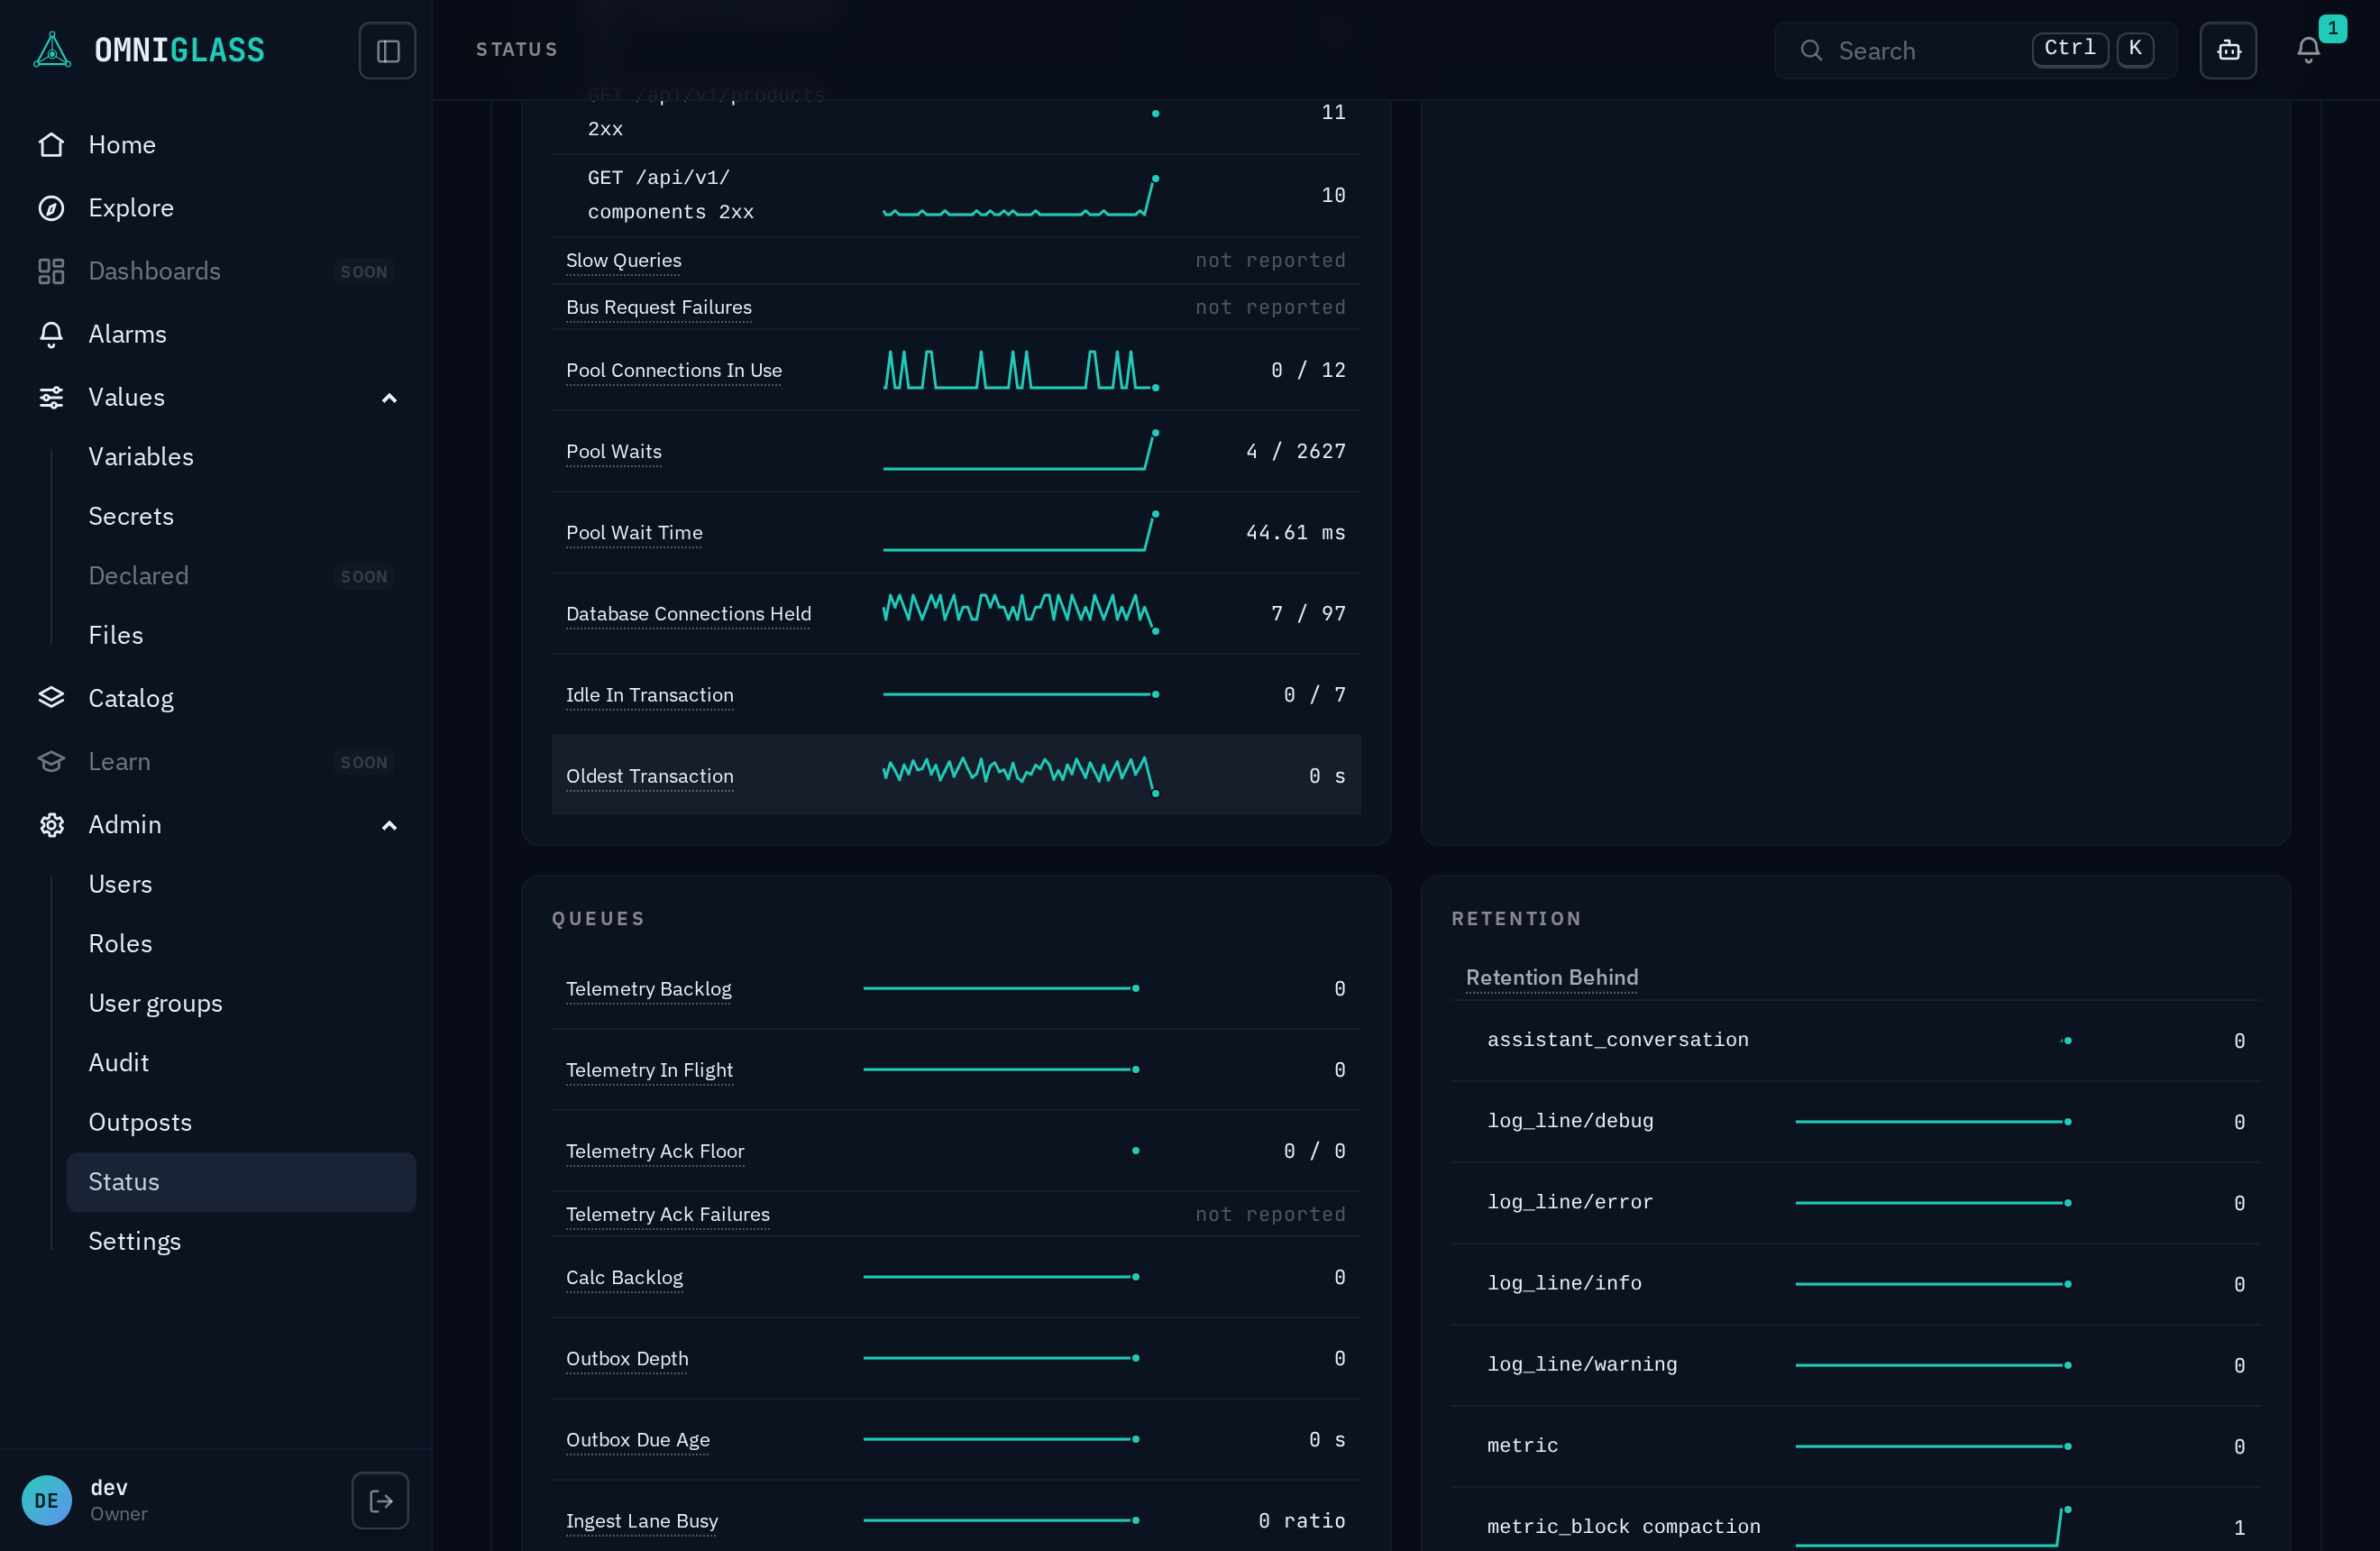 OMNIGLASS
Home
Explore
Dashboards SOON
Alarms
Values
Variables
Secrets
Declared SOON
Files
Catalog
Learn SOON
Admin
Users
Roles
User groups
Audit
Outposts
Status
Settings
DE
dev
Owner
STATUS
Search Ctrl K
1
GET /api/v1/products
2xx
11
GET /api/v1/
components 2xx
10
Slow Queries not reported
Bus Request Failures not reported
Pool Connections In Use 0 / 12
Pool Waits 4 / 2627
Pool Wait Time 44.61 ms
Database Connections Held 7 / 97
Idle In Transaction 0 / 7
Oldest Transaction 0 s
QUEUES
Telemetry Backlog 0
Telemetry In Flight 0
Telemetry Ack Floor 0 / 0
Telemetry Ack Failures not reported
Calc Backlog 0
Outbox Depth 0
Outbox Due Age 0 s
Ingest Lane Busy 0 ratio
RETENTION
Retention Behind
assistant_conversation 0
log_line/debug 0
log_line/error 0
log_line/info 0
log_line/warning 0
metric 0
metric_block compaction 1